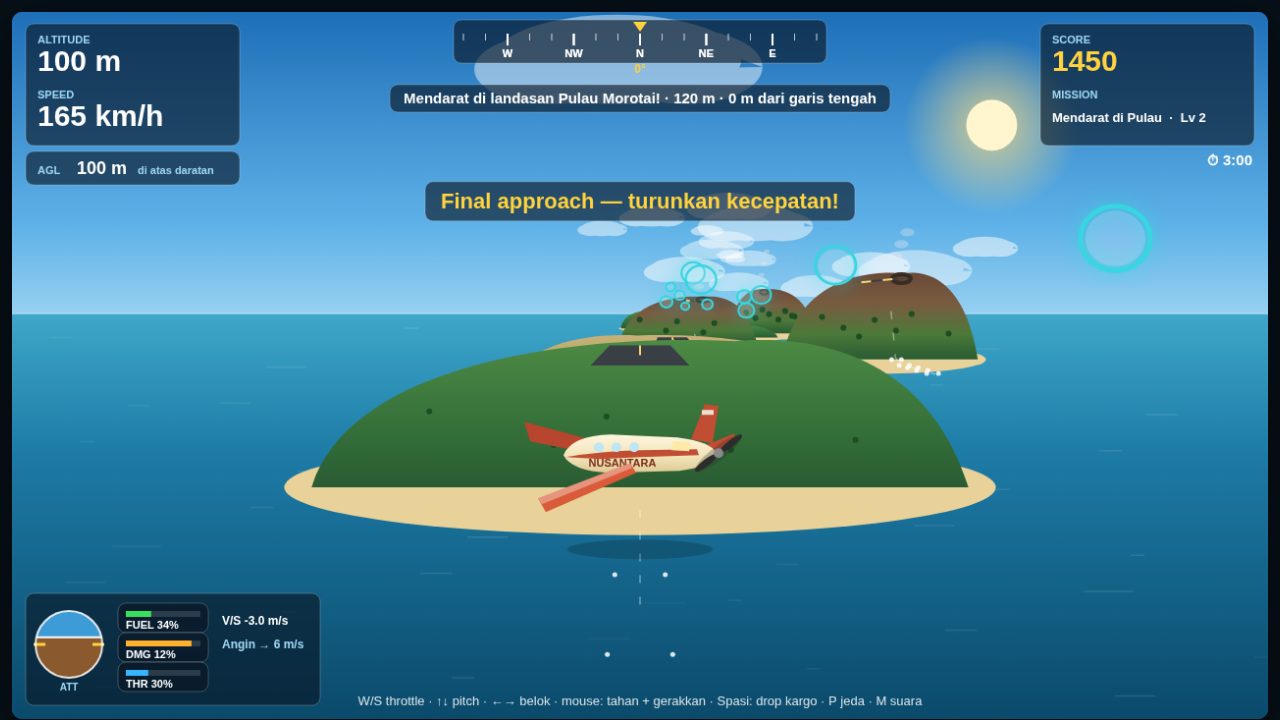 ALTITUDE
100 m
SPEED
165 km/h
AGL 100 m di atas daratan
W NW N NE E
0°
Mendarat di landasan Pulau Morotai! · 120 m · 0 m dari garis tengah
SCORE
1450
MISSION
Mendarat di Pulau · Lv 2
⏱ 3:00
Final approach — turunkan kecepatan!
NUSANTARA
ATT
FUEL 34%
DMG 12%
THR 30%
V/S -3.0 m/s
Angin → 6 m/s
W/S throttle · ↑↓ pitch · ←→ belok · mouse: tahan + gerakkan · Spasi: drop kargo · P jeda · M suara